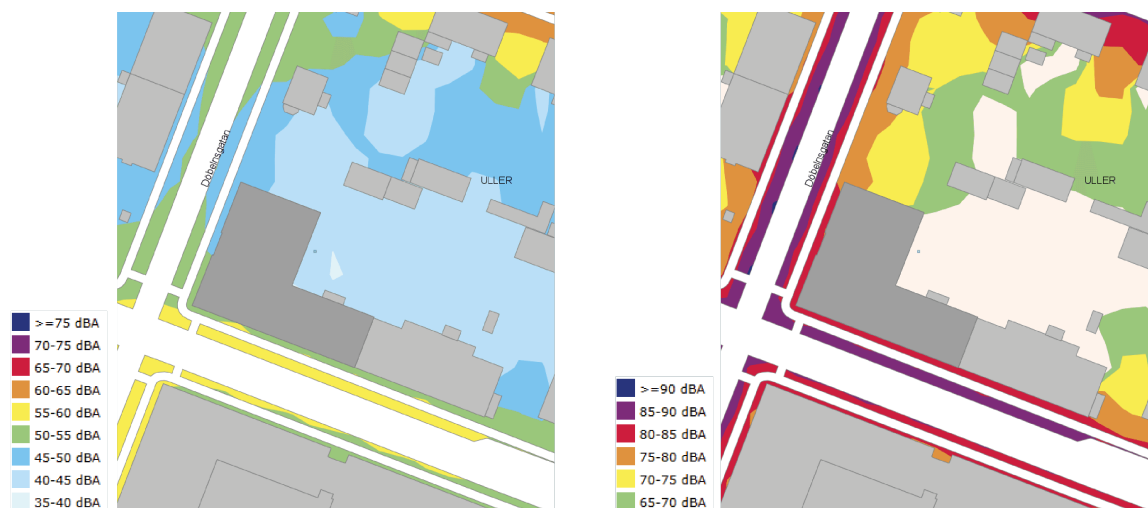 Döbelnsgatan
ULLER
>=75 dBA
70-75 dBA
65-70 dBA
60-65 dBA
55-60 dBA
50-55 dBA
45-50 dBA
40-45 dBA
35-40 dBA
Döbelnsgatan
ULLER
>=90 dBA
85-90 dBA
80-85 dBA
75-80 dBA
70-75 dBA
65-70 dBA